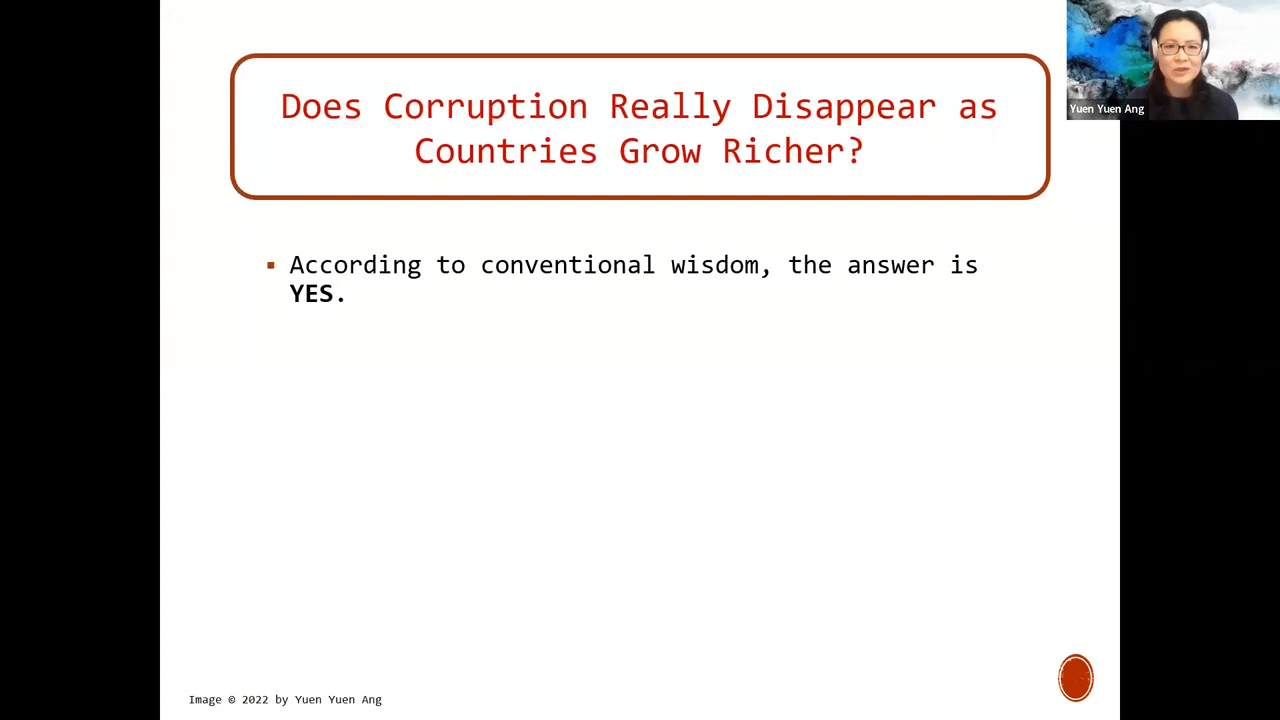 Does Corruption Really Disappear as
Countries Grow Richer?
Yuen Yuen Ang
▪ According to conventional wisdom, the answer is
YES.
Image © 2022 by Yuen Yuen Ang